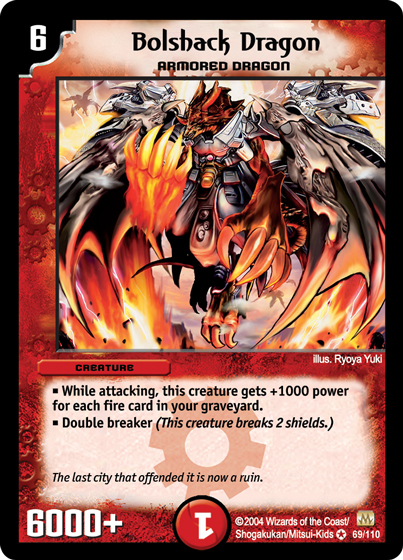 6
Bolshack Dragon
ARMORED DRAGON
illus. Ryoya Yuki
CREATURE
■ While attacking, this creature gets +1000 power
for each fire card in your graveyard.
■ Double breaker (This creature breaks 2 shields.)
The last city that offended it is now a ruin.
6000+
1
©2004 Wizards of the Coast/
Shogakukan/Mitsui-Kids ✪ 69/110